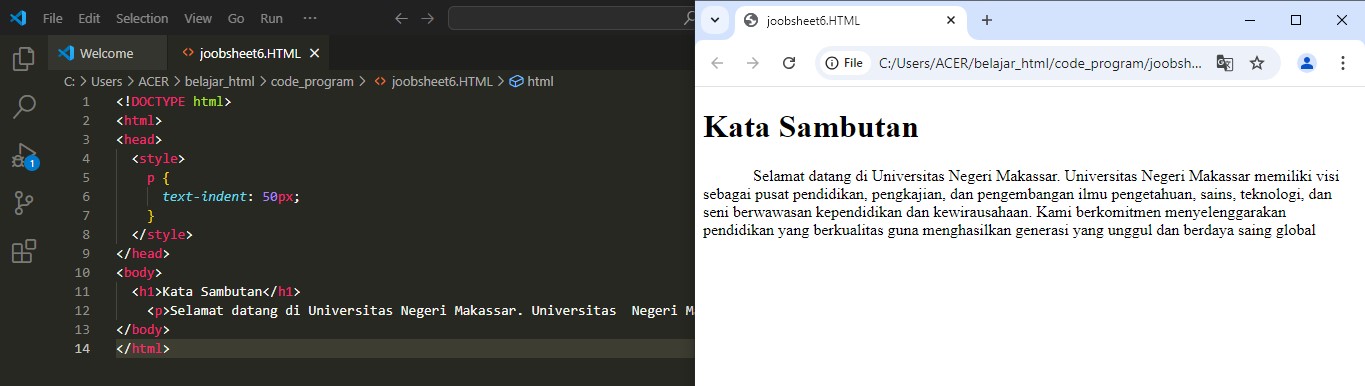 File Edit Selection View Go Run ···
Welcome
joobsheet6.HTML
C: > Users > ACER > belajar_html > code_program > joobsheet6.HTML > html
1 <!DOCTYPE html>
2 <html>
3 <head>
4 <style>
5 p {
6 text-indent: 50px;
7 }
8 </style>
9 </head>
10 <body>
11 <h1>Kata Sambutan</h1>
12 <p>Selamat datang di Universitas Negeri Makassar. Universitas  Negeri M
13 </body>
14 </html>
1
joobsheet6.HTML
File C:/Users/ACER/belajar_html/code_program/joobsh...
Kata Sambutan
Selamat datang di Universitas Negeri Makassar. Universitas Negeri Makassar memiliki visi
sebagai pusat pendidikan, pengkajian, dan pengembangan ilmu pengetahuan, sains, teknologi, dan
seni berwawasan kependidikan dan kewirausahaan. Kami berkomitmen menyelenggarakan
pendidikan yang berkualitas guna menghasilkan generasi yang unggul dan berdaya saing global